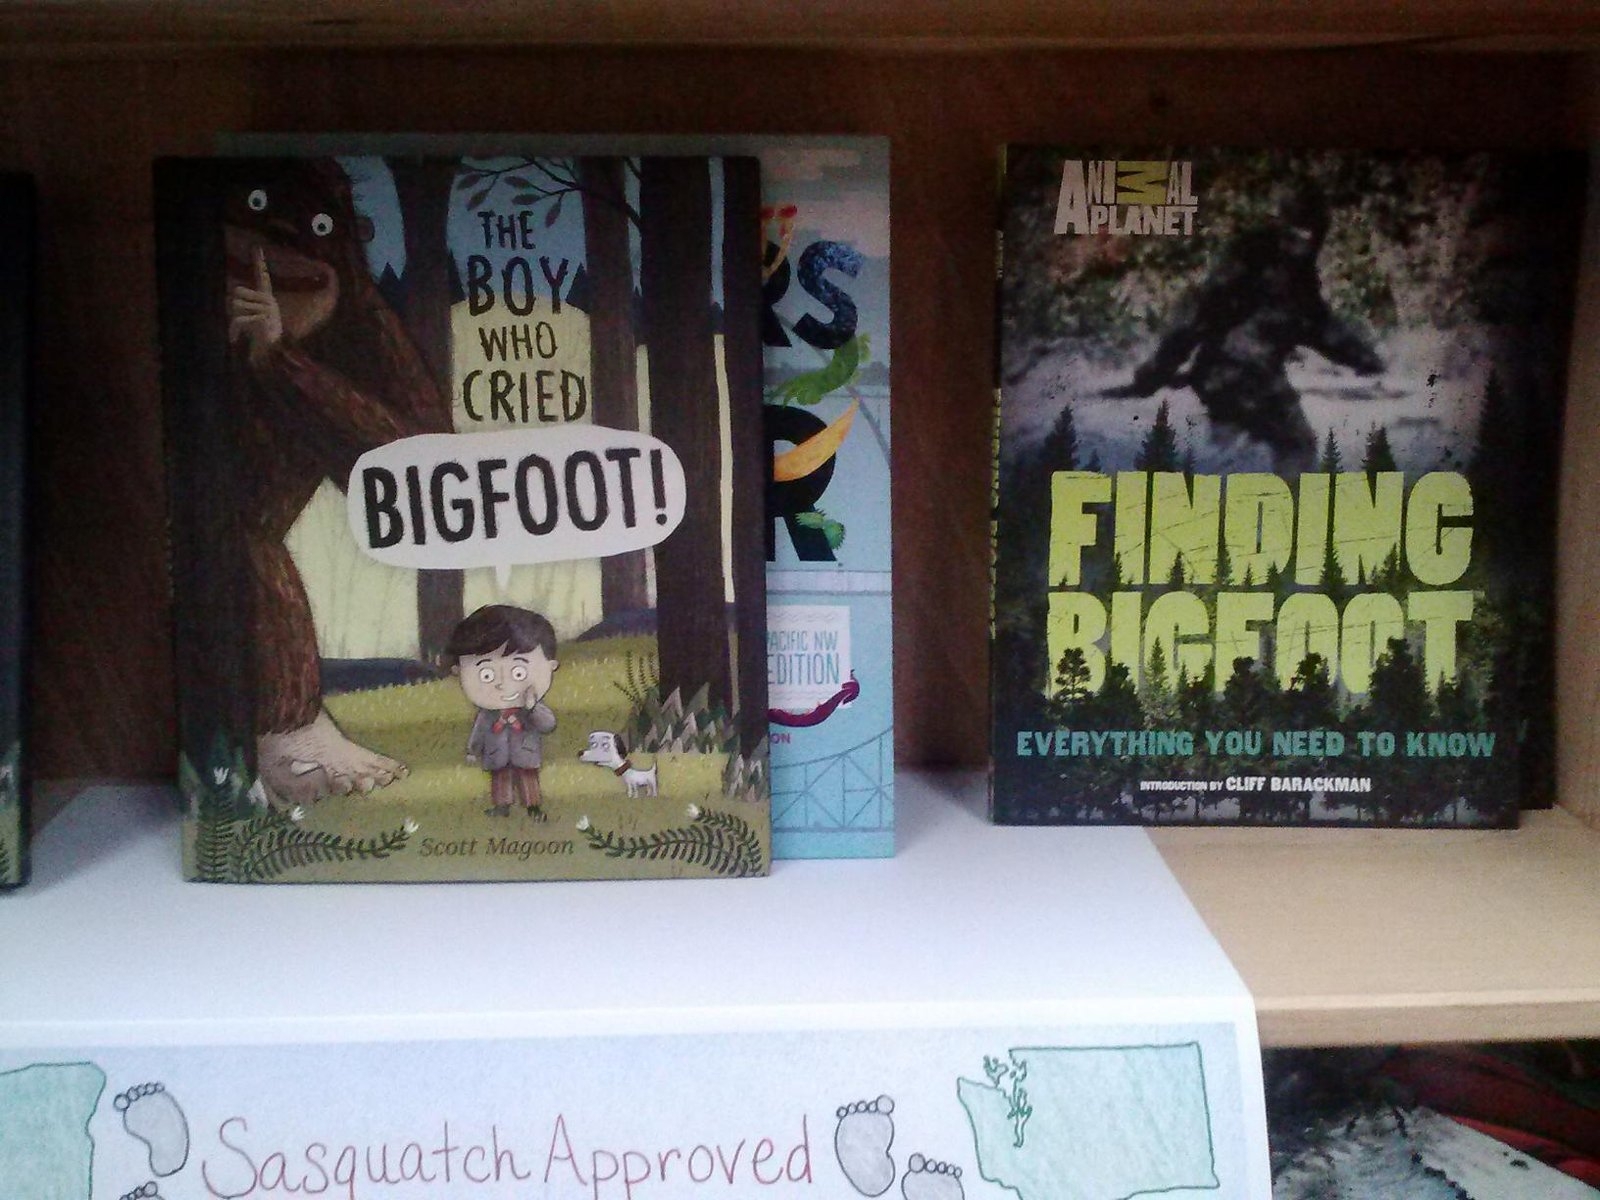 THE
BOY
WHO
CRIED
BIGFOOT!
Scott Magoon
NW
EDITION
ANIMAL
PLANET
FINDING
BIGFOOT
EVERYTHING YOU NEED TO KNOW
INTRODUCTION BY CLIFF BARACKMAN
Sasquatch Approved